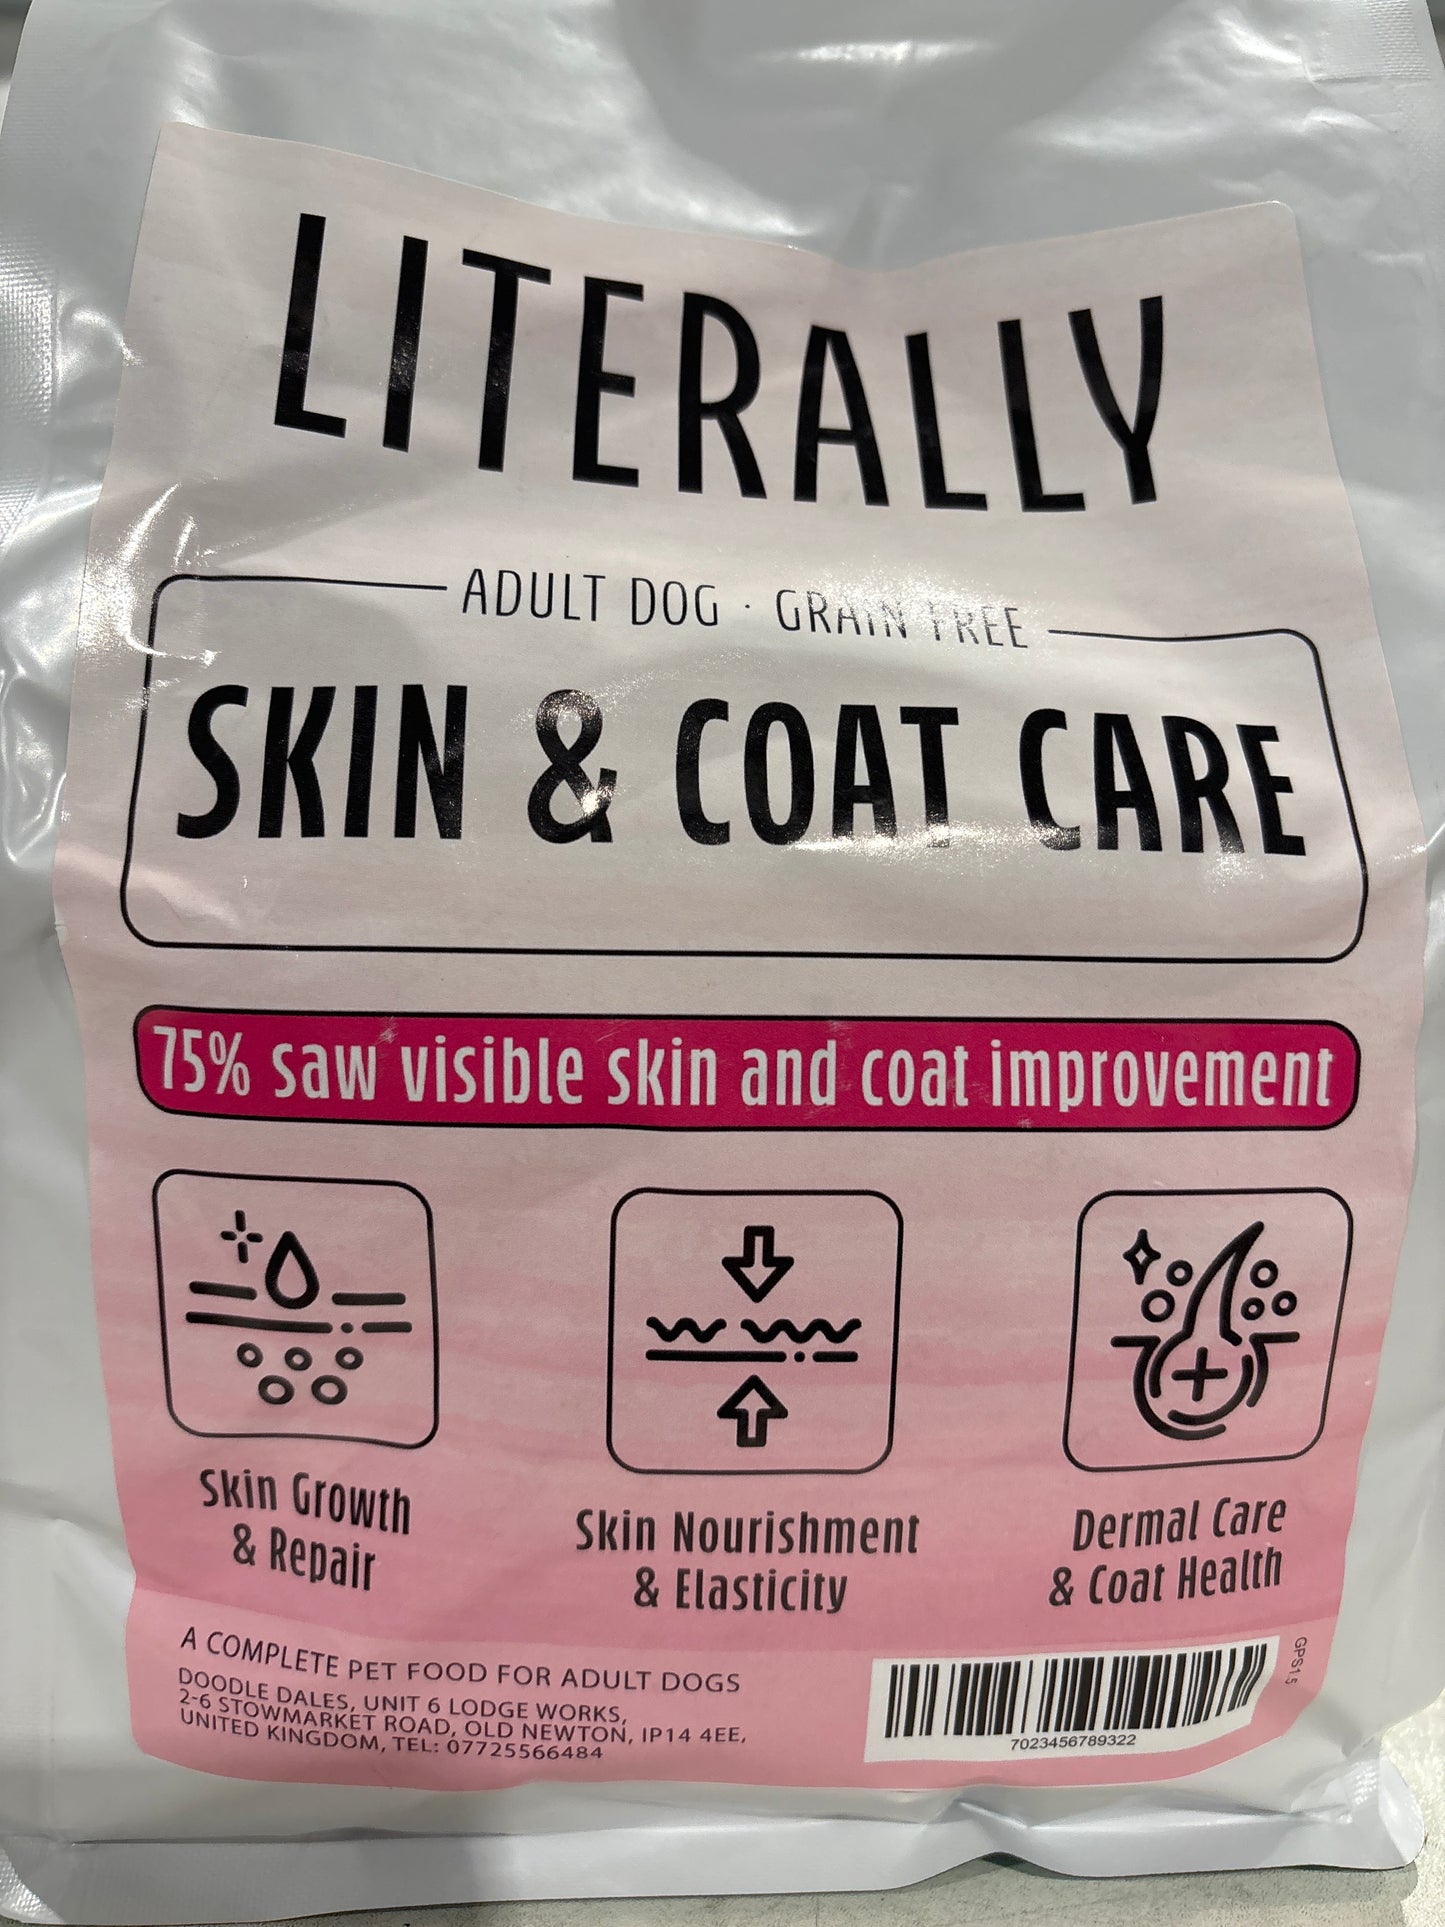 LITERALLY
ADULT DOG · GRAIN FREE
SKIN & COAT CARE
75% saw visible skin and coat improvement
Skin Growth
& Repair
Skin Nourishment
& Elasticity
Dermal Care
& Coat Health
A COMPLETE PET FOOD FOR ADULT DOGS
DOODLE DALES, UNIT 6 LODGE WORKS,
2-6 STOWMARKET ROAD, OLD NEWTON, IP14 4EE,
UNITED KINGDOM, TEL: 07725566484
7023456789322
GPS1.5